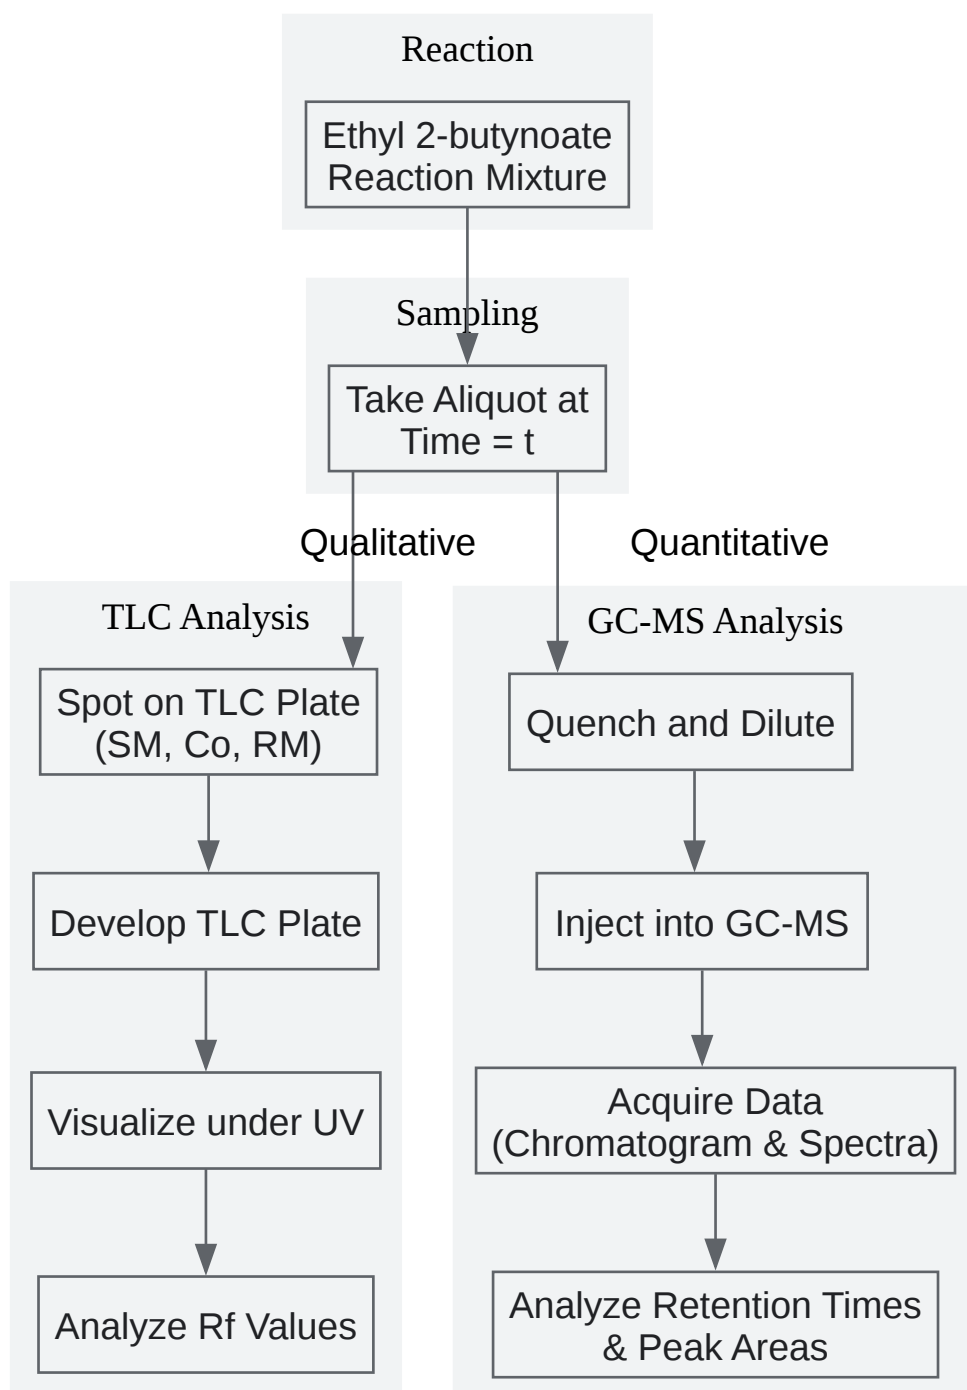 Reaction
Ethyl 2-butynoate
Reaction Mixture
Sampling
Take Aliquot at
Time = t
Qualitative
Quantitative
TLC Analysis
Spot on TLC Plate
(SM, Co, RM)
Develop TLC Plate
Visualize under UV
Analyze Rf Values
GC-MS Analysis
Quench and Dilute
Inject into GC-MS
Acquire Data
(Chromatogram & Spectra)
Analyze Retention Times
& Peak Areas